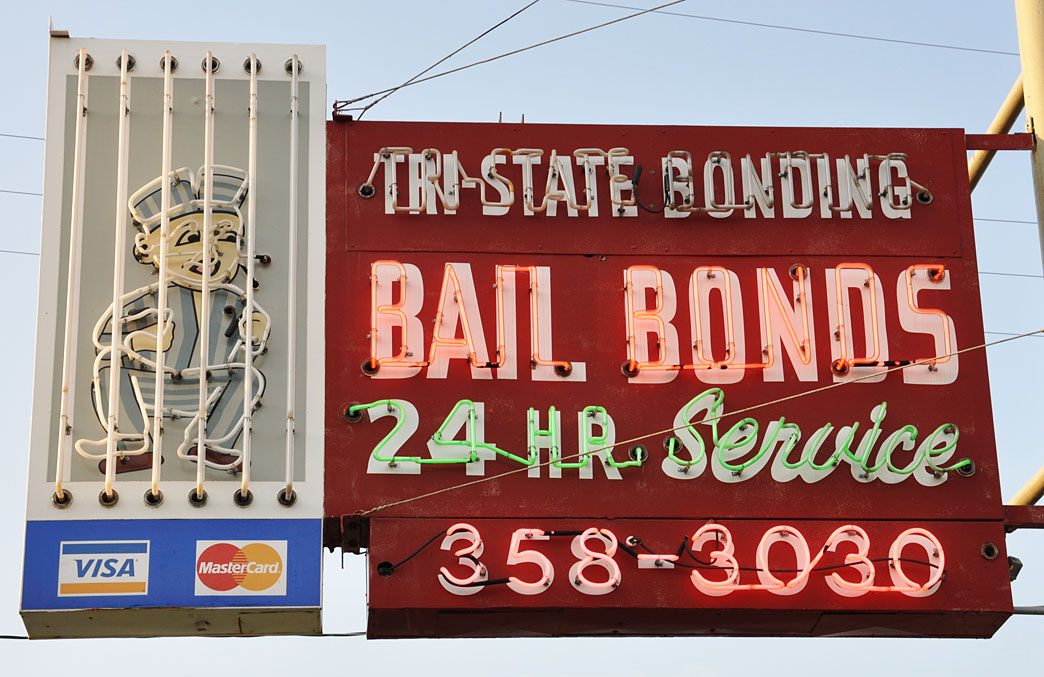 TRI-STATE BONDING
BAIL BONDS
24 HR Service
358-3030
VISA
MasterCard